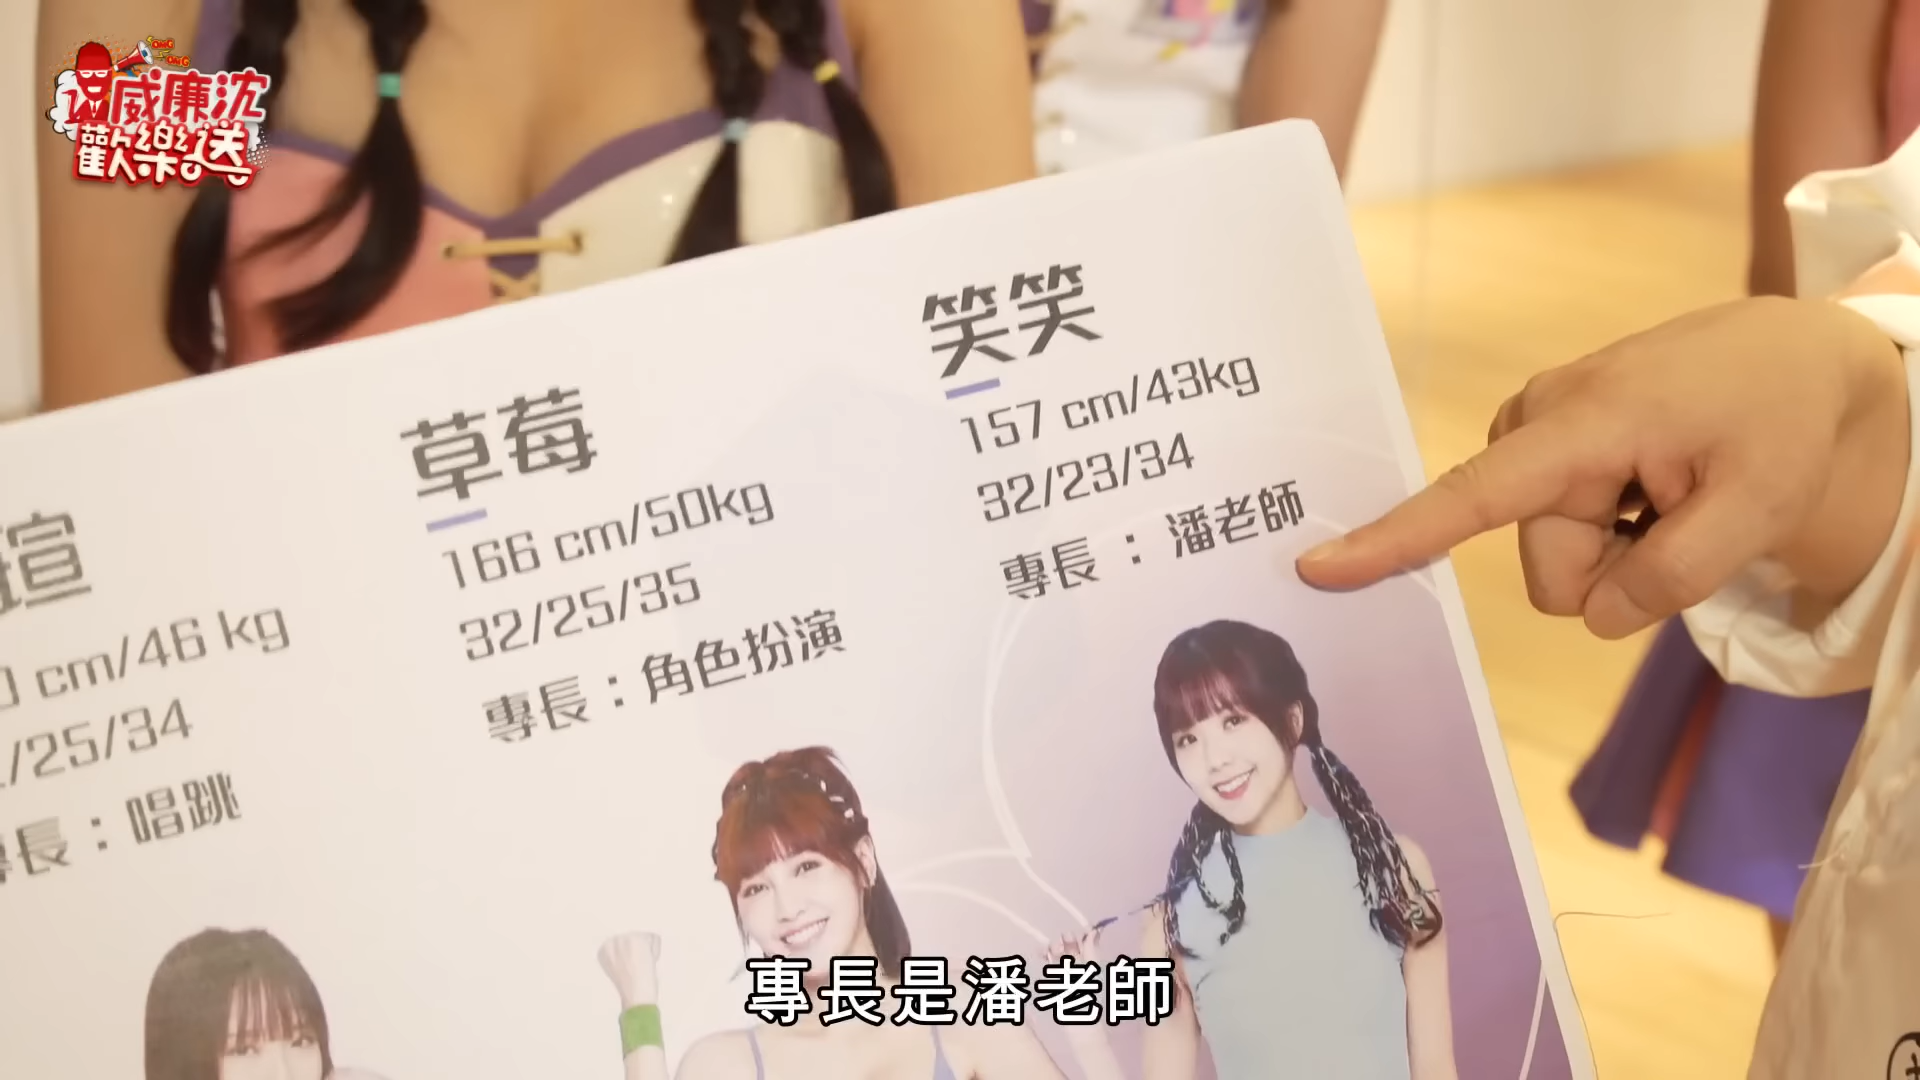 威廉沈
歡樂送
笑笑
157 cm/43kg
32/23/34
專長：潘老師
草莓
166 cm/50kg
32/25/35
專長：角色扮演
瑄
cm/46 kg
/25/34
長：唱跳
專長是潘老師